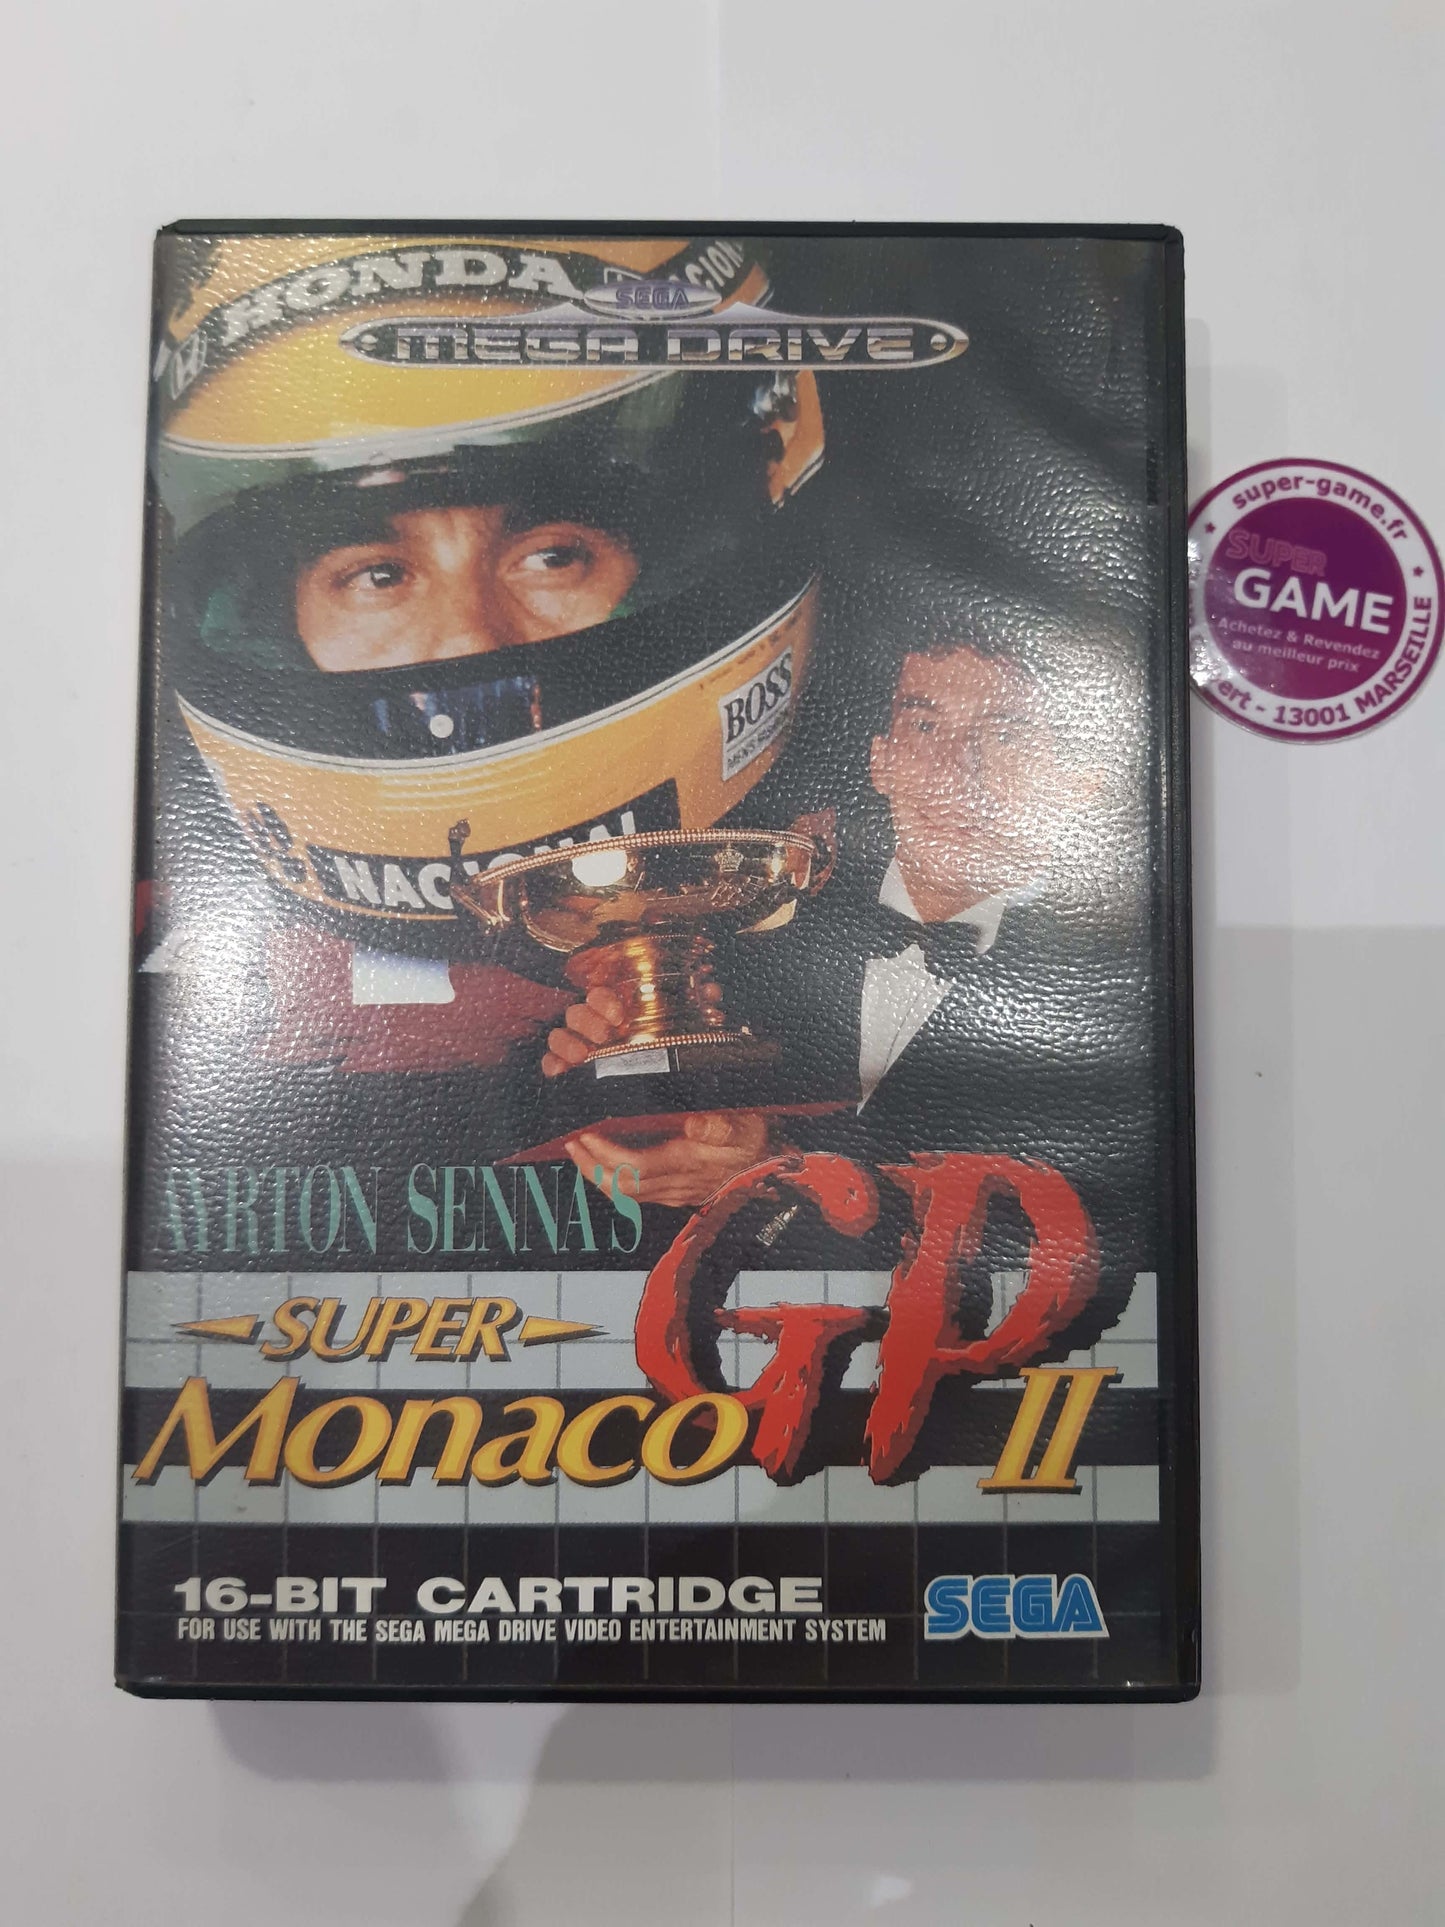 HONDA
NACION
SEGA
MEGA DRIVE
super-game.fr
SUPER
GAME
Achetez & Revendez
au meilleur prix
ert - 13001 MARSEILLE
BOSS
NACIONAL
AYRTON SENNA'S
SUPER
MONACO GP II
16-BIT CARTRIDGE
FOR USE WITH THE SEGA MEGA DRIVE VIDEO ENTERTAINMENT SYSTEM
SEGA